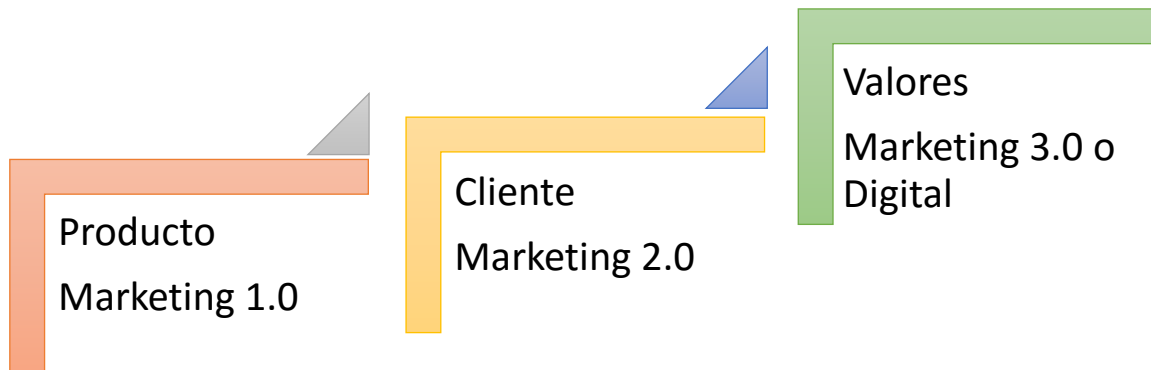 Producto
Marketing 1.0
Cliente
Marketing 2.0
Valores
Marketing 3.0 o
Digital